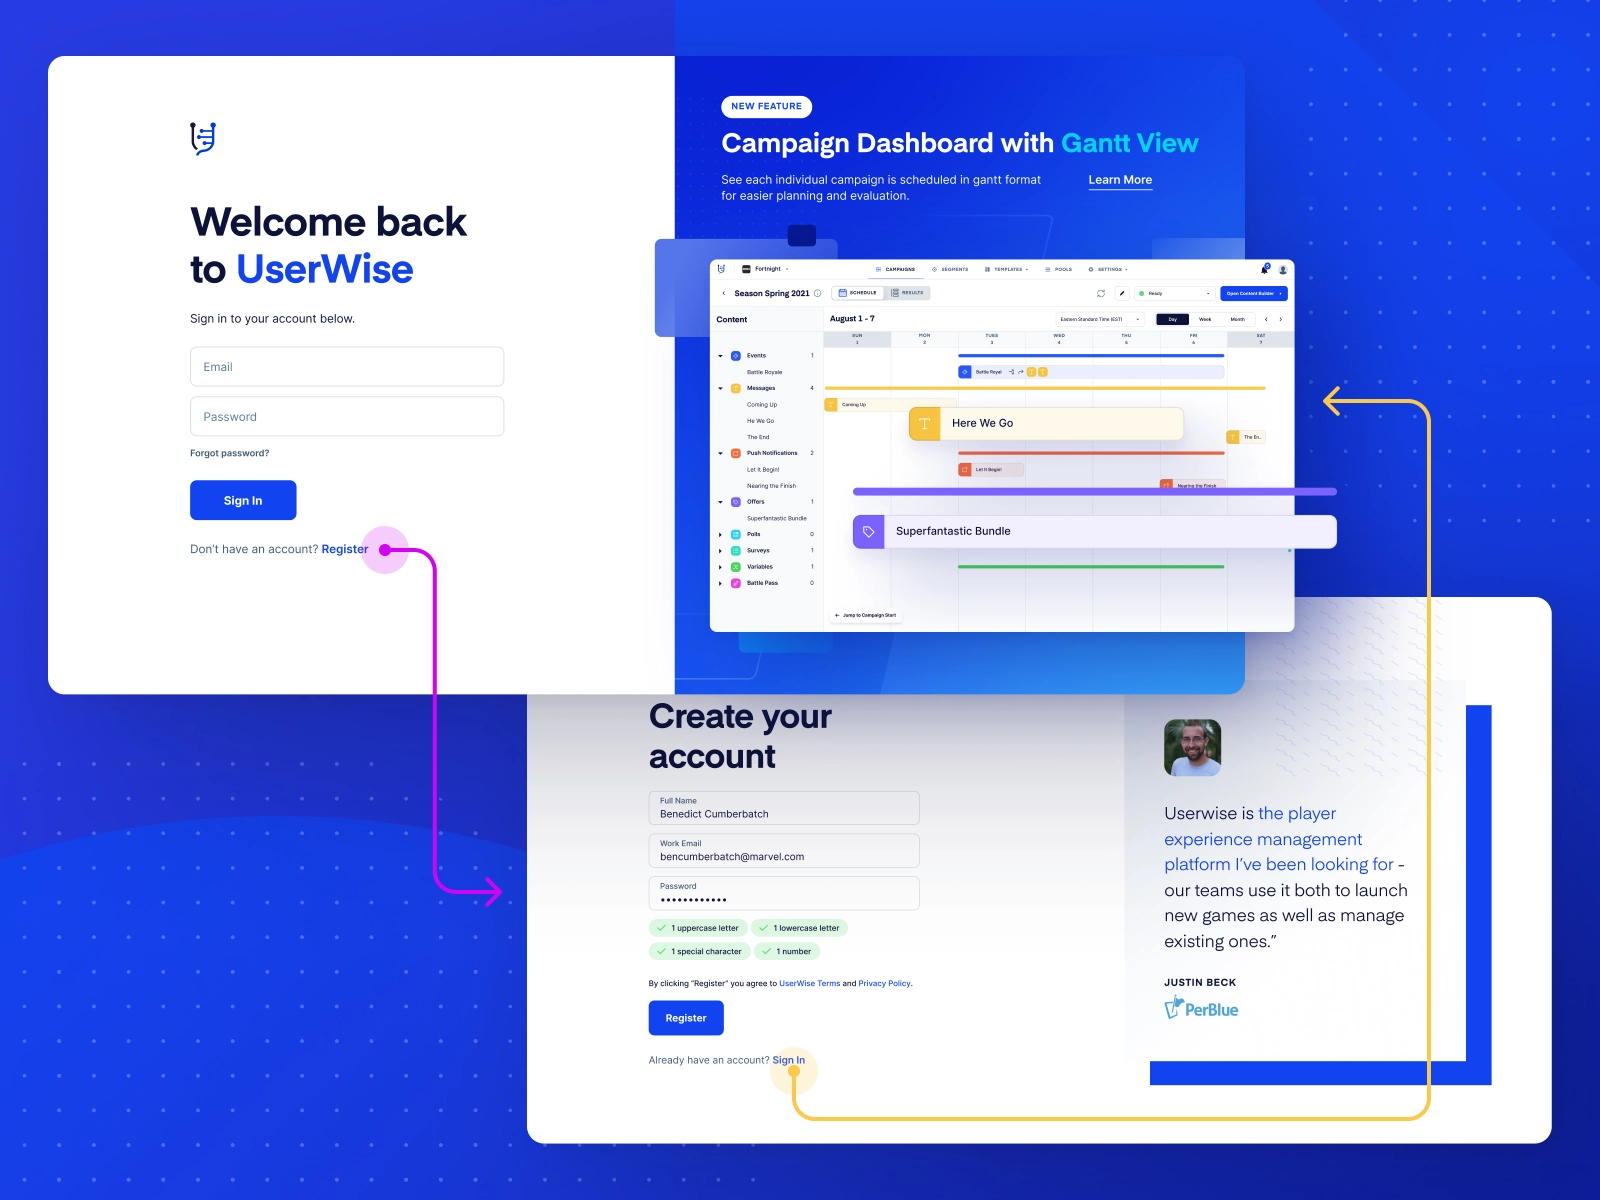 Welcome back
to UserWise
Sign in to your account below.
Email
Password
Forgot password?
Sign In
Don't have an account? Register
NEW FEATURE
Campaign Dashboard with Gantt View
See each individual campaign is scheduled in gantt format
for easier planning and evaluation.
Learn More
Fortnight
CAMPAIGNS
SEGMENTS
TEMPLATES
POOLS
SETTINGS
Season Spring 2021
SCHEDULE
RESULTS
Ready
Open Content Builder
Content
August 1 - 7
Eastern Standard Time (EST)
Day
Week
Month
SUN
1
MON
2
TUES
3
WED
4
THU
5
FRI
6
SAT
7
Events 1
Battle Royale
Messages 4
Coming Up
He We Go
The End
Push Notifications 2
Let It Begin!
Nearing the Finish
Offers 1
Superfantastic Bundle
Polls 0
Surveys 1
Variables 1
Battle Pass 0
Battle Royal
Coming Up
Here We Go
The En..
Let It Begin!
Nearing the Finish
Superfantastic Bundle
Jump to Campaign Start
Create your
account
Full Name
Benedict Cumberbatch
Work Email
bencumberbatch@marvel.com
Password
••••••••••••
1 uppercase letter
1 lowercase letter
1 special character
1 number
By clicking "Register" you agree to UserWise Terms and Privacy Policy.
Register
Already have an account? Sign In
Userwise is the player
experience management
platform I've been looking for -
our teams use it both to launch
new games as well as manage
existing ones.”
JUSTIN BECK
PerBlue